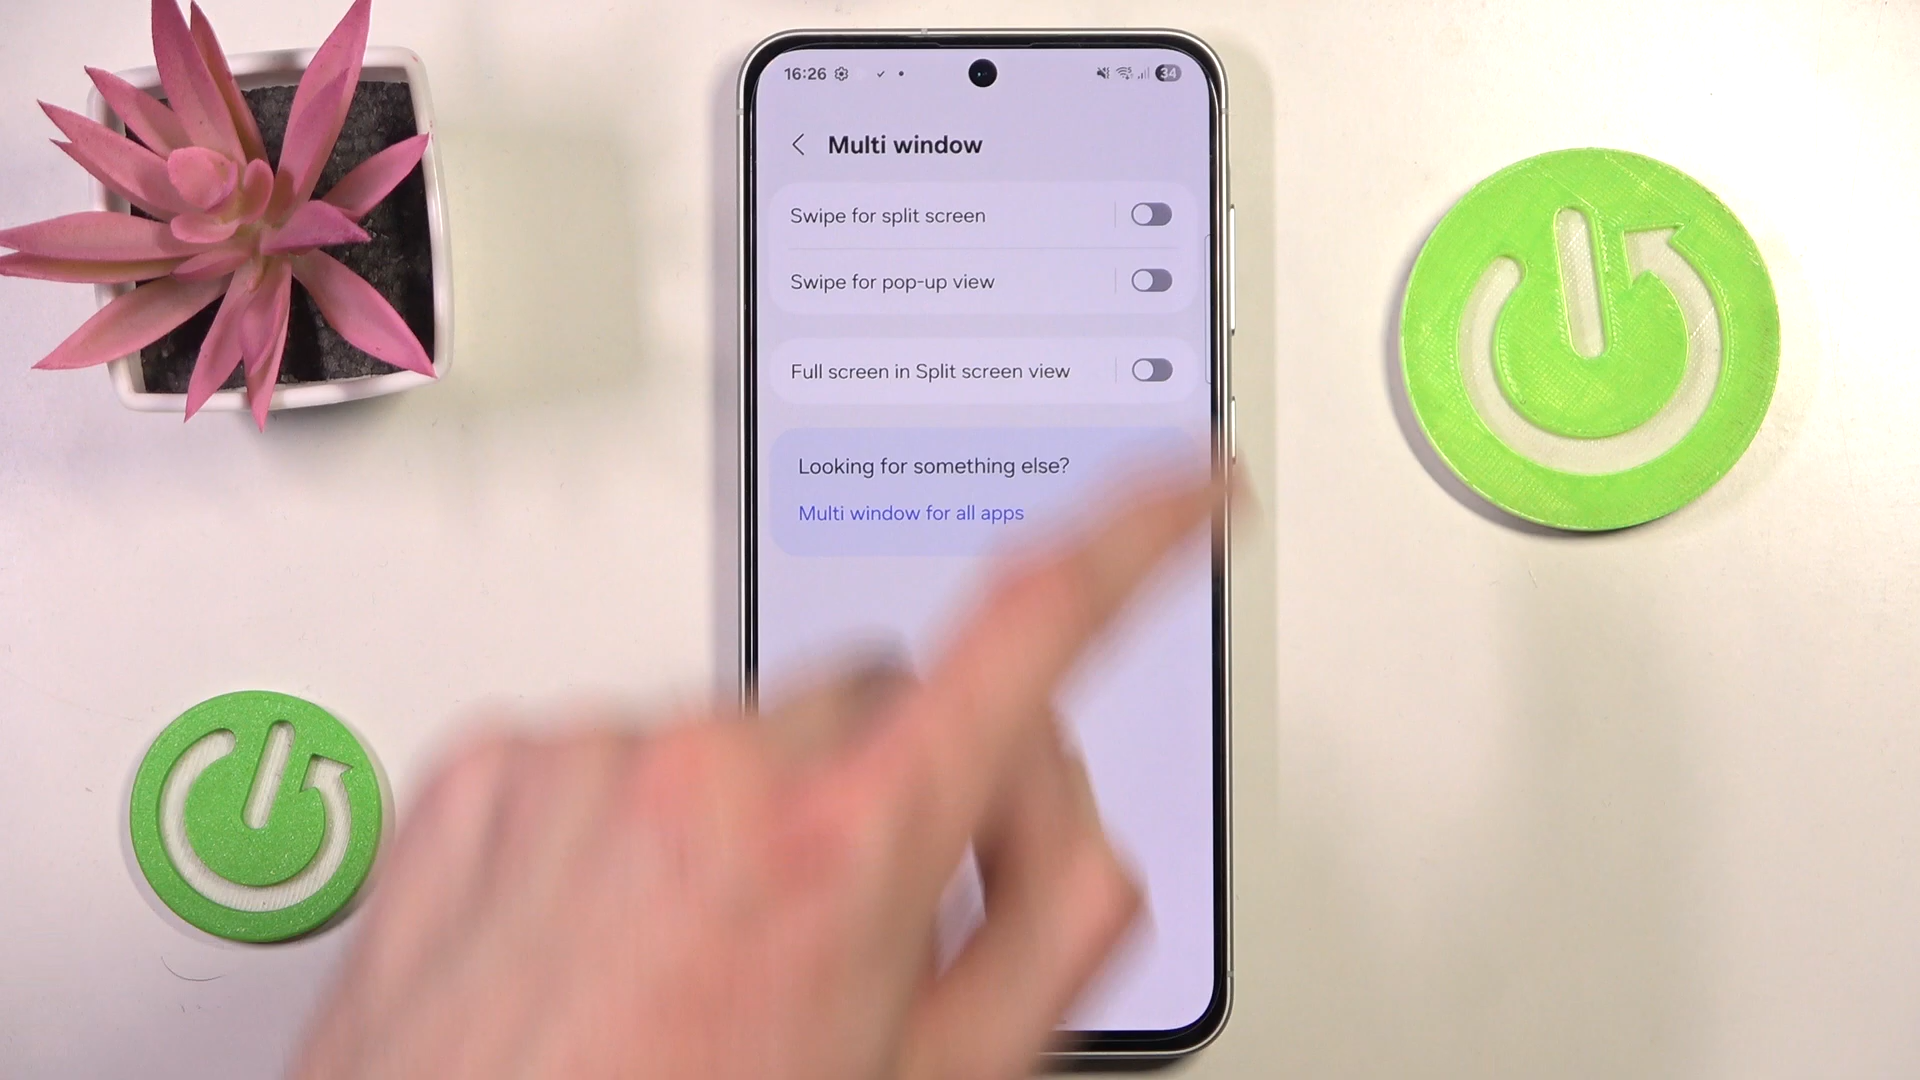 16:26
34
Multi window
Swipe for split screen
Swipe for pop-up view
Full screen in Split screen view
Looking for something else?
Multi window for all apps